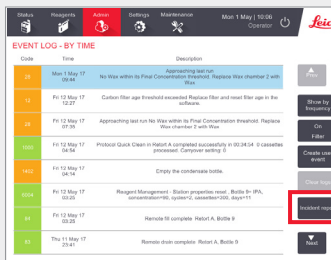 Status Reagents Admin Settings Maintenance Mon 1 May | 10:06
Operator
Leic
EVENT LOG - BY TIME
Code Time Description
Mon 1 May 17
09:44
Approaching last run
No Wax within its Final Concentration threshold. Replace Wax chamber 2 with
Wax
12 Fri 12 May 17
12:27
Carbon filter age threshold exceeded Replace filter and reset filter age in the
software.
Fri 12 May 17
07:35
Approaching last run No Wax within its Final Concentration threshold. Replace
Wax chamber 2 with Wax
Fri 12 May 17
04:54
Protocol Quick Clean in Retort A completed successfully in 00:34:54 0 cassettes
processed. Carryover setting: 0
Fri 12 May 17
04:14
Empty the condensate bottle.
Fri 12 May 17
03:25
Reagent Management - Station properties reset , Bottle 9= IPA,
concentration=98, cycles=2, cassettes=300, days=11
Fri 12 May 17
03:25
Remote fill complete Retort A, Bottle 9
Thu 11 May 17
23:41
Remote drain complete Retort A, Bottle 9
Prev
Show by
frequency
On
Filter
Create use
event
Incident repo
Next